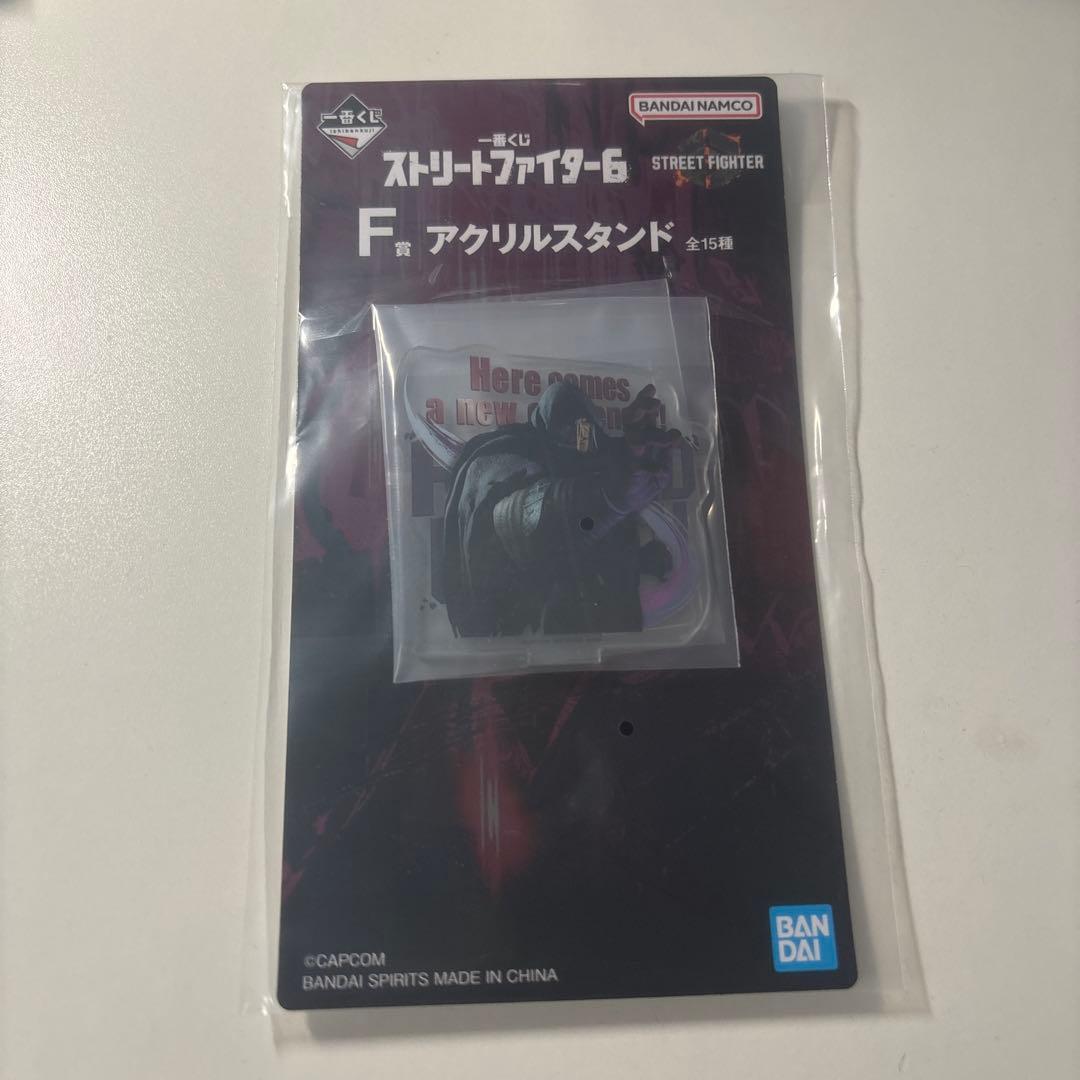 一番くじ
ichibankuji
BANDAI NAMCO
一番くじ
ストリートファイター6
STREET FIGHTER
6
F賞 アクリルスタンド 全15種
Here comes
a new
BAN
DAI
©CAPCOM
BANDAI SPIRITS MADE IN CHINA